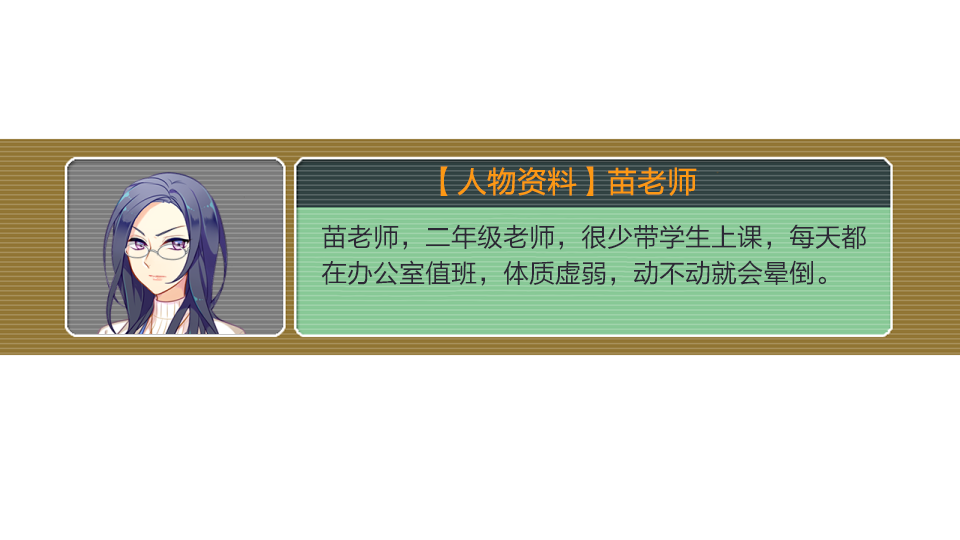 【人物资料】苗老师
苗老师，二年级老师，很少带学生上课，每天都
在办公室值班，体质虚弱，动不动就会晕倒。